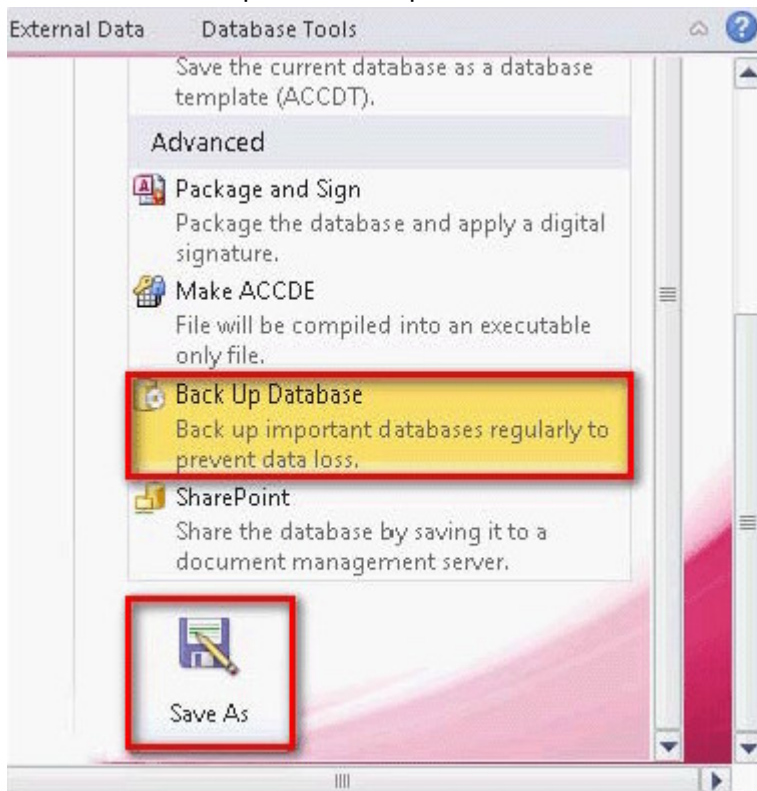 External Data Database Tools
Save the current database as a database
template (ACCDT).
Advanced
Package and Sign
Package the database and apply a digital
signature.
Make ACCDE
File will be compiled into an executable
only file.
Back Up Database
Back up important databases regularly to
prevent data loss.
SharePoint
Share the database by saving it to a
document management server.
Save As